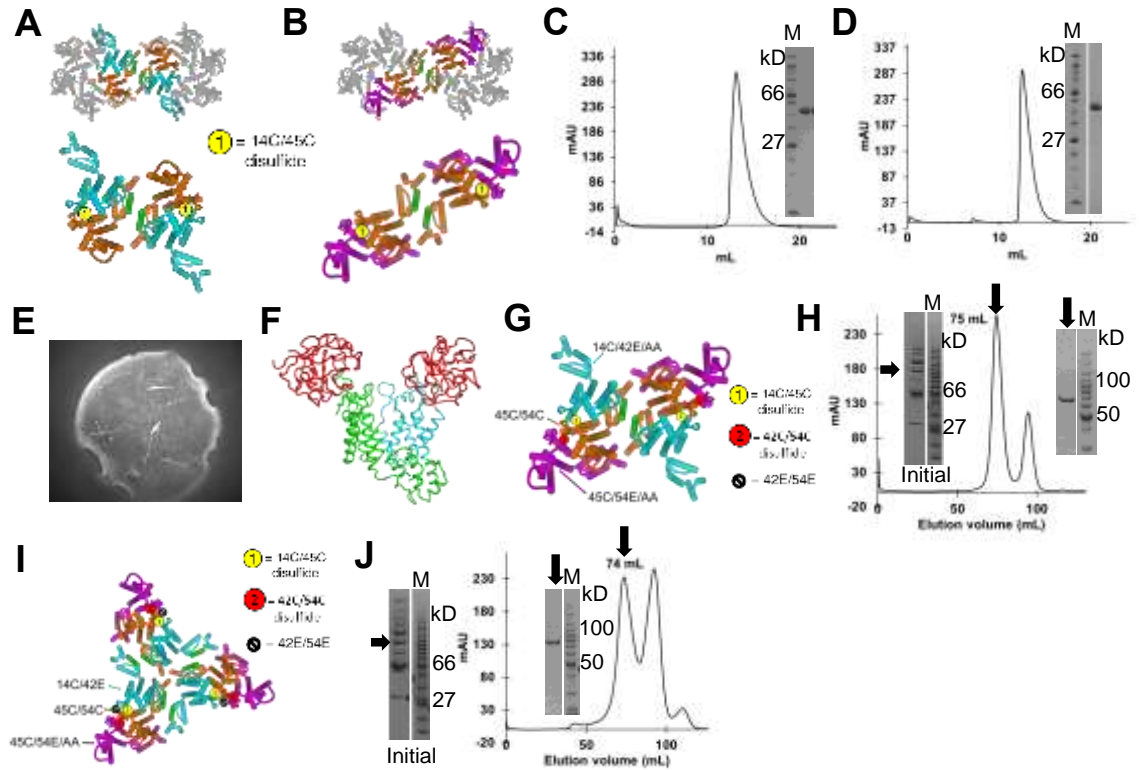 A
B
1 = 14C/45C
disulfide
C
M
kD
66
27
336
286
236
186
136
86
36
-14
mAU
0
10
20
mL
D
M
kD
66
27
337
287
237
187
137
87
37
-13
mAU
0
10
20
mL
E
F
G
14C/42E/AA
45C/54C
45C/54E/AA
1 = 14C/45C
disulfide
2 = 42C/54C
disulfide
– 42E/54E
H
M
kD
66
27
Initial
75 mL
M
kD
100
50
230
180
130
80
30
-20
mAU
0
50
100
Elution volume (mL)
I
1 = 14C/45C
disulfide
2 = 42C/54C
disulfide
– 42E/54E
14C/42E
45C/54C
45C/54E/AA
J
M
kD
66
27
Initial
74 mL
M
kD
100
50
230
180
130
80
30
-20
mAU
0
50
100
Elution volume (mL)